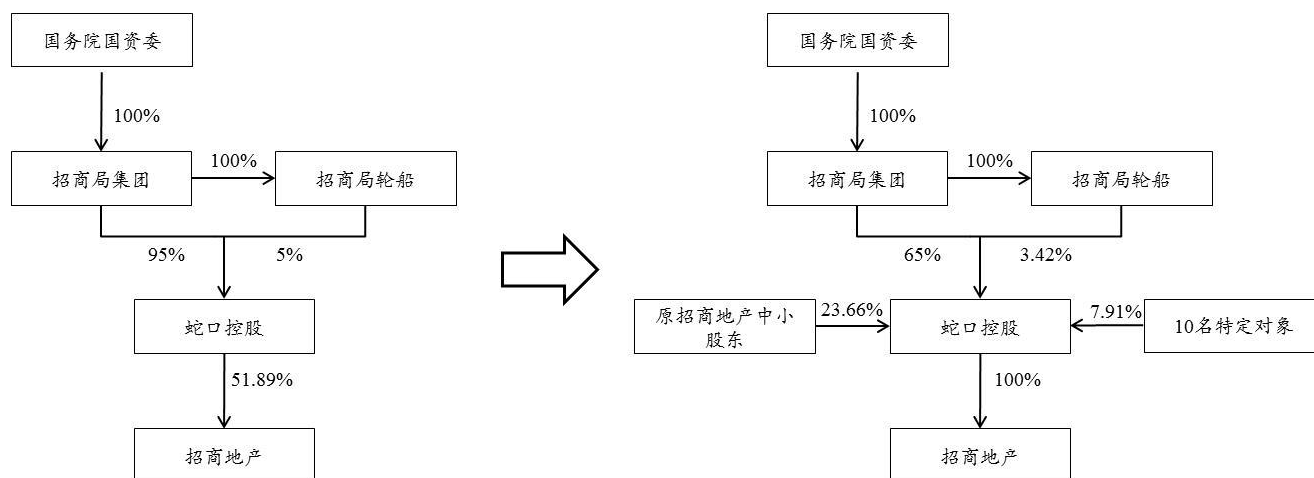 国务院国资委
100%
招商局集团
100%
招商局轮船
95%
5%
蛇口控股
51.89%
招商地产
国务院国资委
100%
招商局集团
100%
招商局轮船
65%
3.42%
原招商地产中小
股东
23.66%
蛇口控股
7.91%
10名特定对象
100%
招商地产